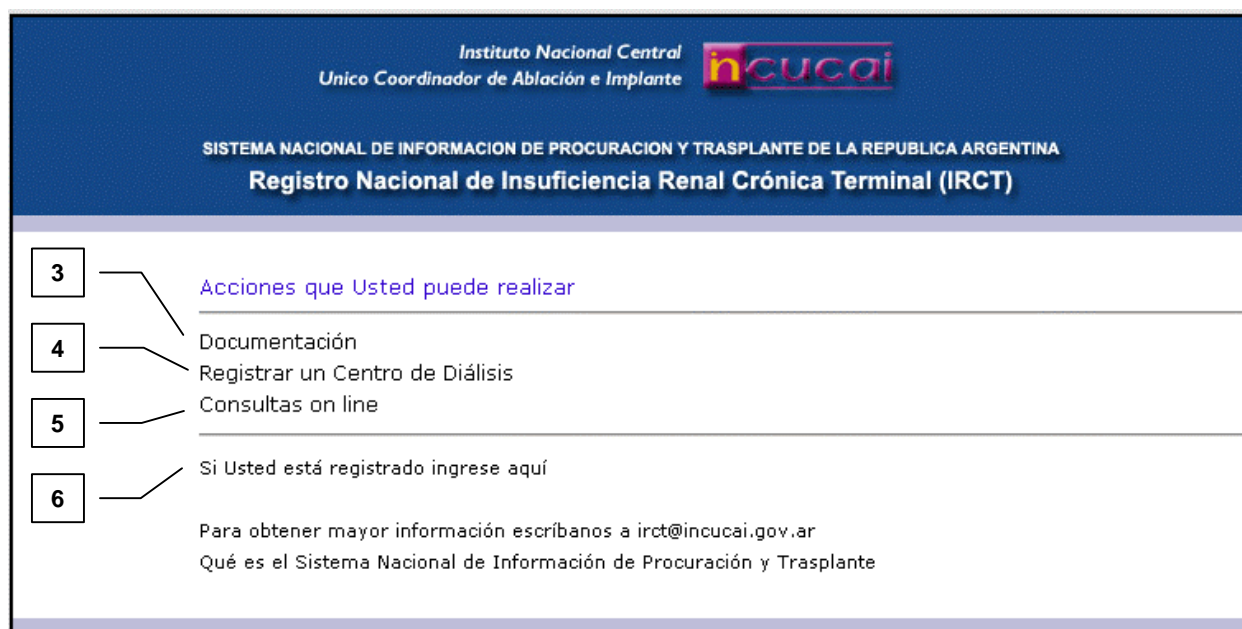 Instituto Nacional Central
Unico Coordinador de Ablación e Implante
incucai
SISTEMA NACIONAL DE INFORMACION DE PROCURACION Y TRASPLANTE DE LA REPUBLICA ARGENTINA
Registro Nacional de Insuficiencia Renal Crónica Terminal (IRCT)
3
Acciones que Usted puede realizar
Documentación
4
Registrar un Centro de Diálisis
Consultas on line
5
Si Usted está registrado ingrese aquí
6
Para obtener mayor información escríbanos a irct@incucai.gov.ar
Qué es el Sistema Nacional de Información de Procuración y Trasplante